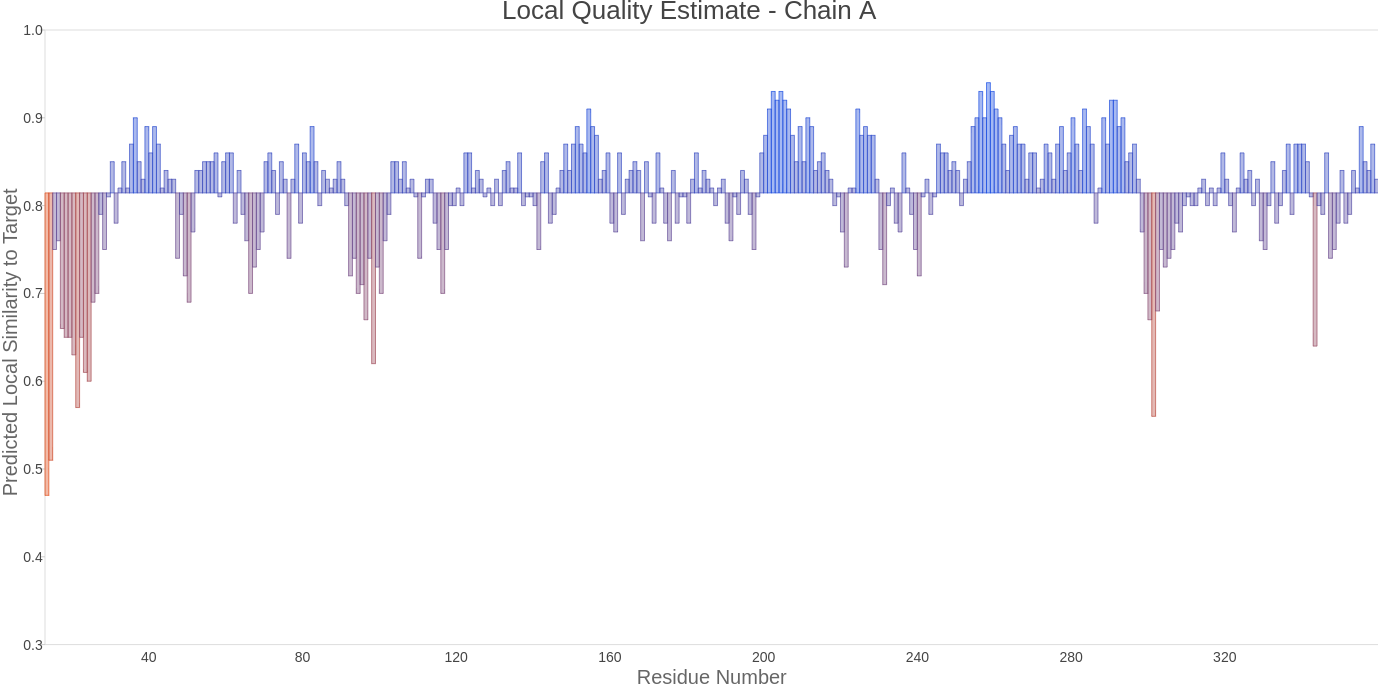 Local Quality Estimate - Chain A
Predicted Local Similarity to Target
1.0
0.9
0.8
0.7
0.6
0.5
0.4
0.3
40 80 120 160 200 240 280 320
Residue Number